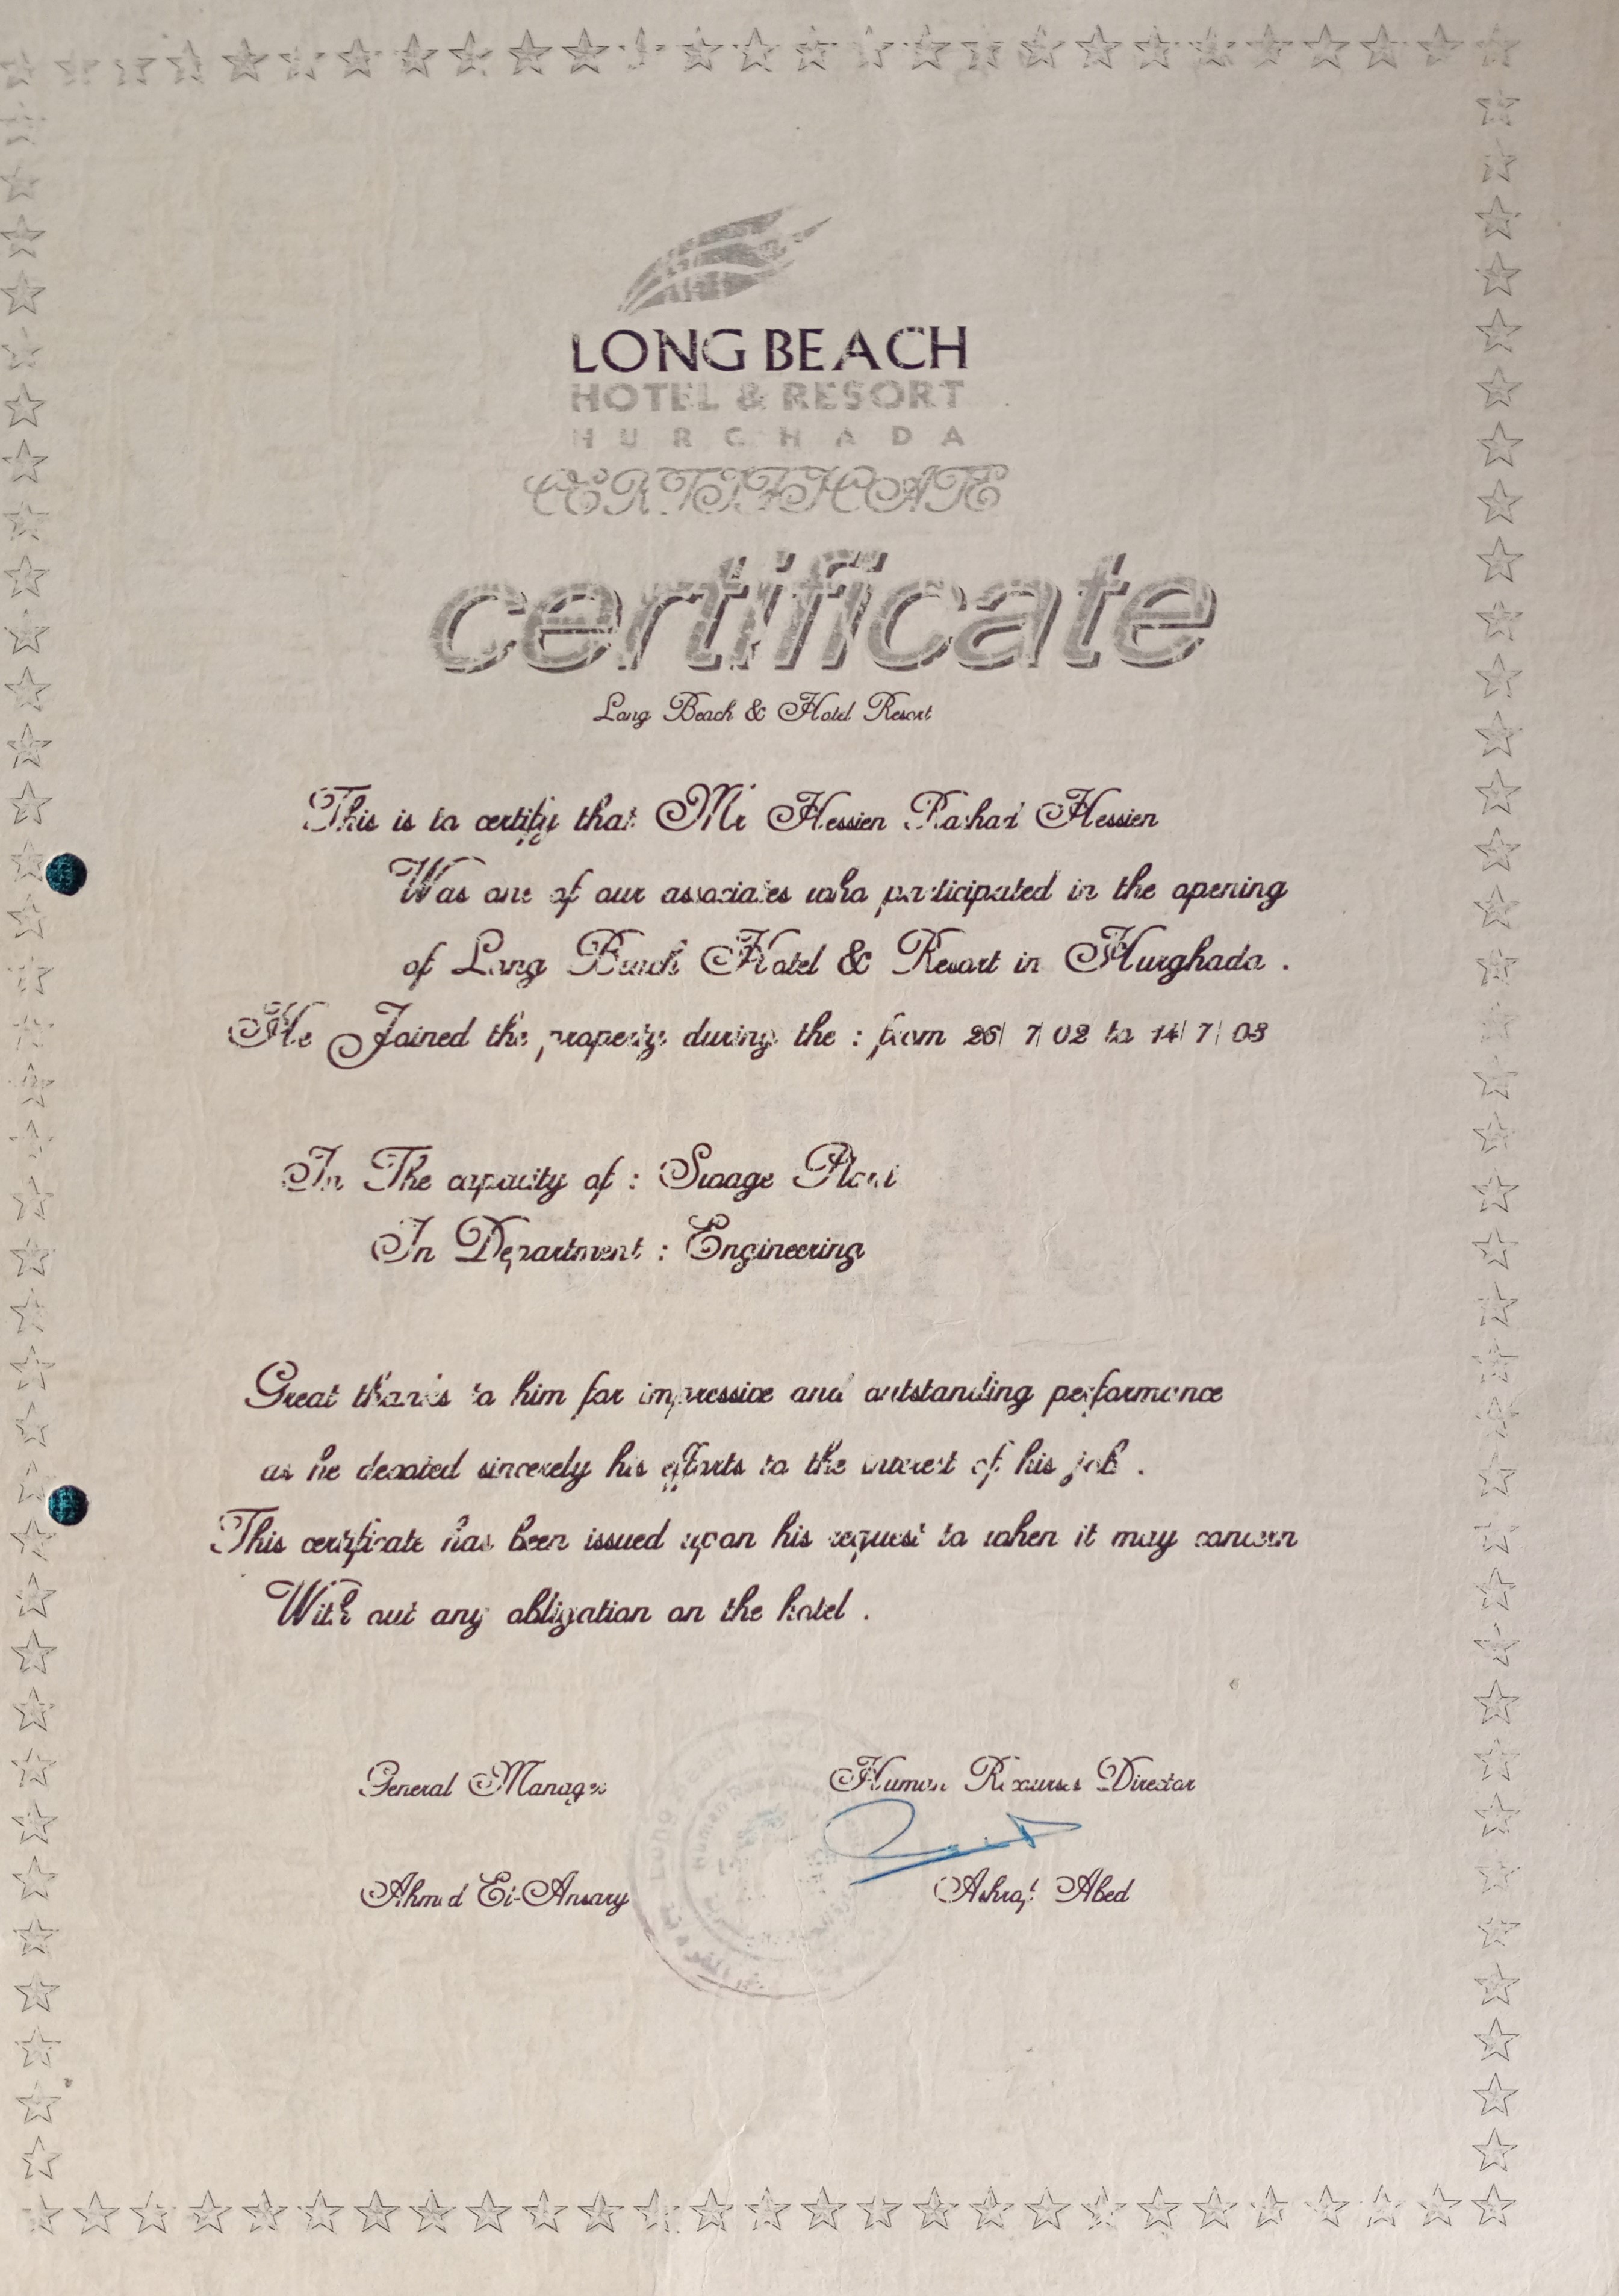 LONG BEACH
HOTEL & RESORT
HURGHADA
CERTIFICATE
certificate
Long Beach & Hotel Resort
This is to certify that Mr Hessien Rashad Hessien
Was one of our associates who participated in the opening
of Long Beach Hotel & Resort in Hurghada .
He Joined the property during the : from 26/ 7/ 02 to 14/ 7/ 03
In The capacity of : Swage Plant
In Department : Engineering
Great thanks to him for impressive and outstanding performance
as he devoted sincerely his efforts to the interest of his job .
This certificate has been issued upon his request to when it may concern
With out any obligation on the hotel .
General Manager
Human Resourses Director
Ahmed El-Ansary
Ashraf Abed